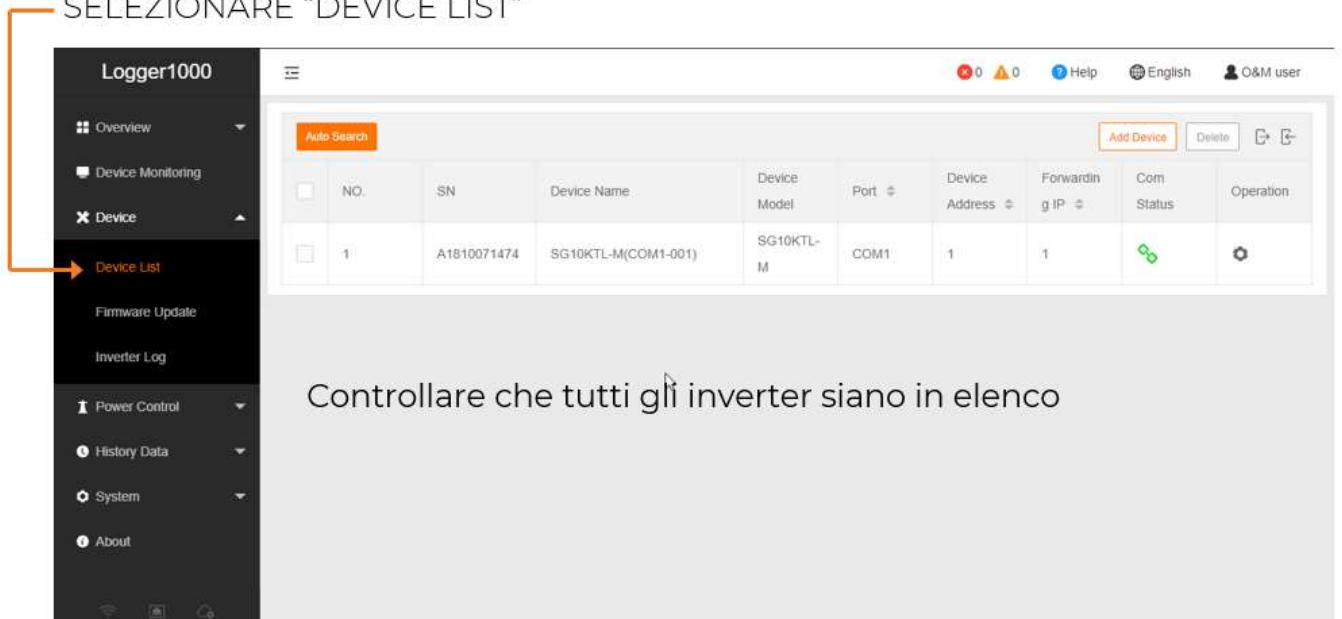 SELEZIONARE "DEVICE LIST"
Logger1000
0 0 Help English O&M user
Overview
Auto Search Add Device Delete
Device Monitoring
NO. SN Device Name Device Model Port Device Address Forwardin g IP Com Status Operation
Device
1 A1810071474 SG10KTL-M(COM1-001) SG10KTL-M COM1 1 1
Device List
Firmware Update
Inverter Log
Controllare che tutti gli inverter siano in elenco
Power Control
History Data
System
About